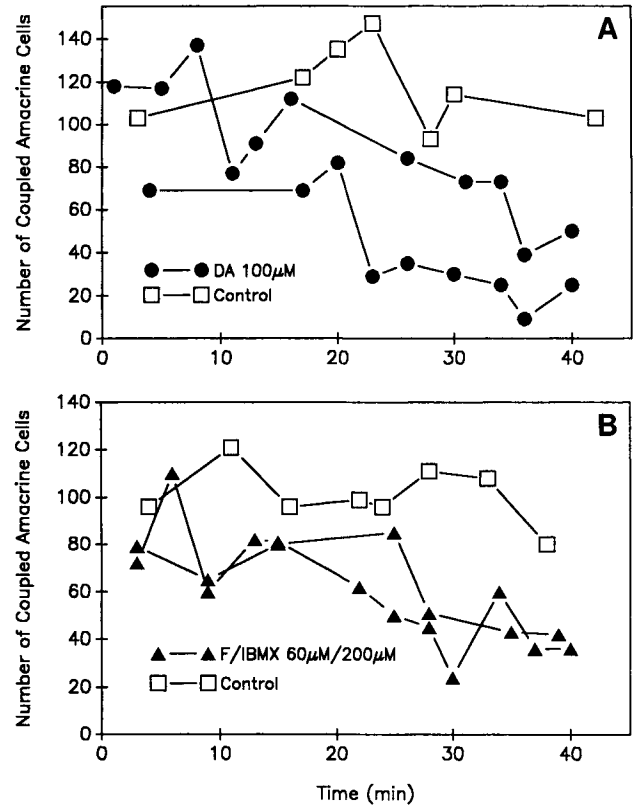 A
Number of Coupled Amacrine Cells
140
120
100
80
60
40
20
0
DA 100μM
Control
0 10 20 30 40
B
Number of Coupled Amacrine Cells
140
120
100
80
60
40
20
0
F/IBMX 60μM/200μM
Control
0 10 20 30 40
Time (min)